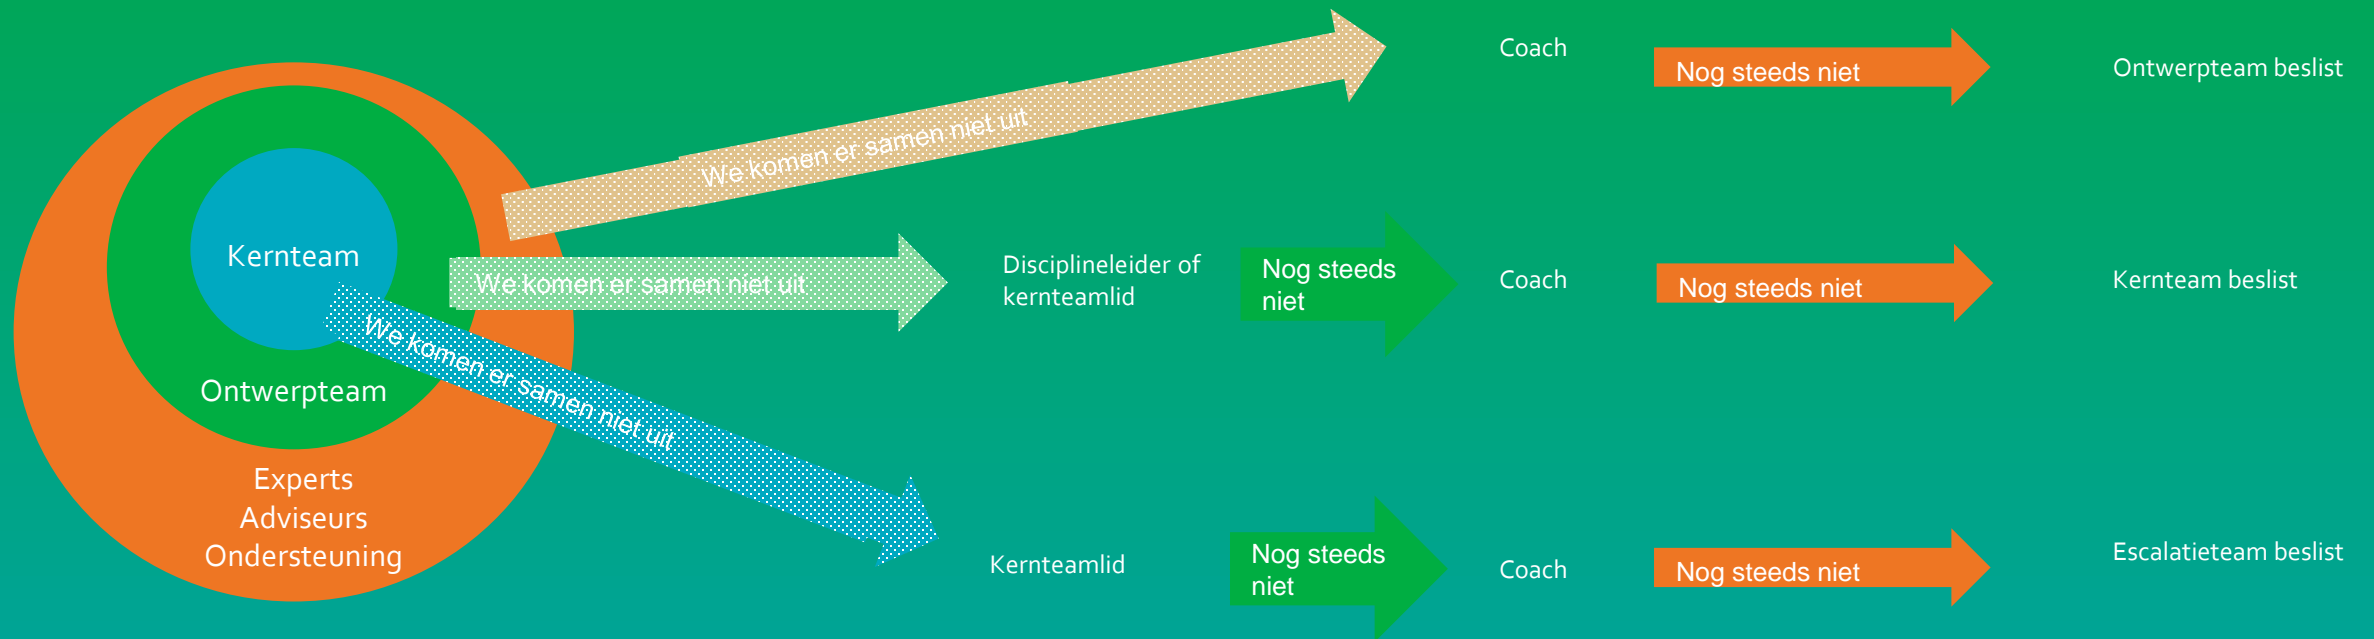 Kernteam
Ontwerpteam
Experts
Adviseurs
Ondersteuning
We komen er samen niet uit
Coach
Nog steeds niet
Ontwerpteam beslist
We komen er samen niet uit
Disciplineleider of
kernteamlid
Nog steeds
niet
Coach
Nog steeds niet
Kernteam beslist
We komen er samen niet uit
Kernteamlid
Nog steeds
niet
Coach
Nog steeds niet
Escalatieteam beslist